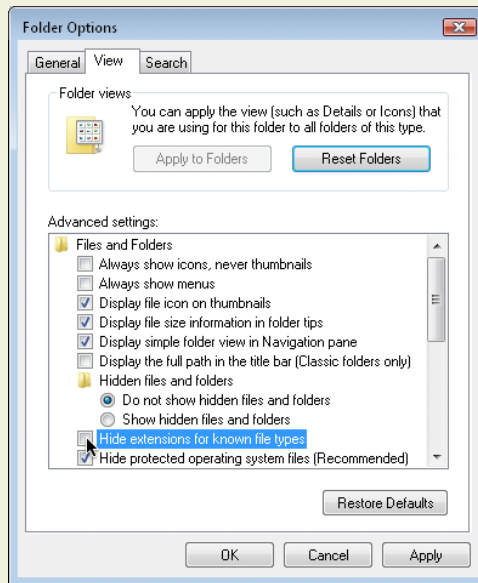 Folder Options
General View Search
Folder views
You can apply the view (such as Details or Icons) that
you are using for this folder to all folders of this type.
Apply to Folders Reset Folders
Advanced settings:
Files and Folders
Always show icons, never thumbnails
Always show menus
Display file icon on thumbnails
Display file size information in folder tips
Display simple folder view in Navigation pane
Display the full path in the title bar (Classic folders only)
Hidden files and folders
Do not show hidden files and folders
Show hidden files and folders
Hide extensions for known file types
Hide protected operating system files (Recommended)
Restore Defaults
OK Cancel Apply